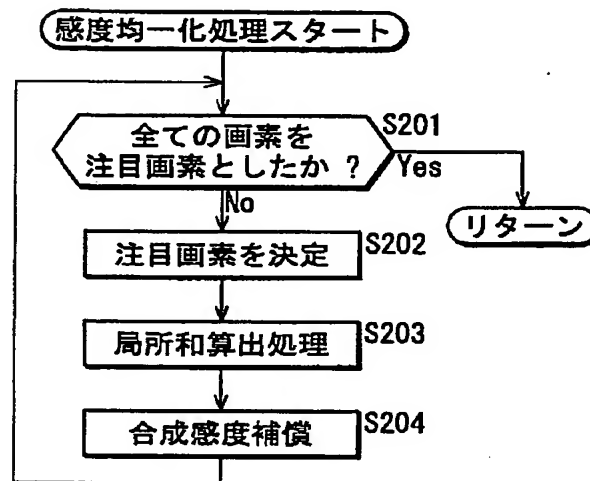 感度均一化処理スタート
全ての画素を
注目画素としたか ?
S201
Yes
No
リターン
注目画素を決定
S202
局所和算出処理
S203
合成感度補償
S204